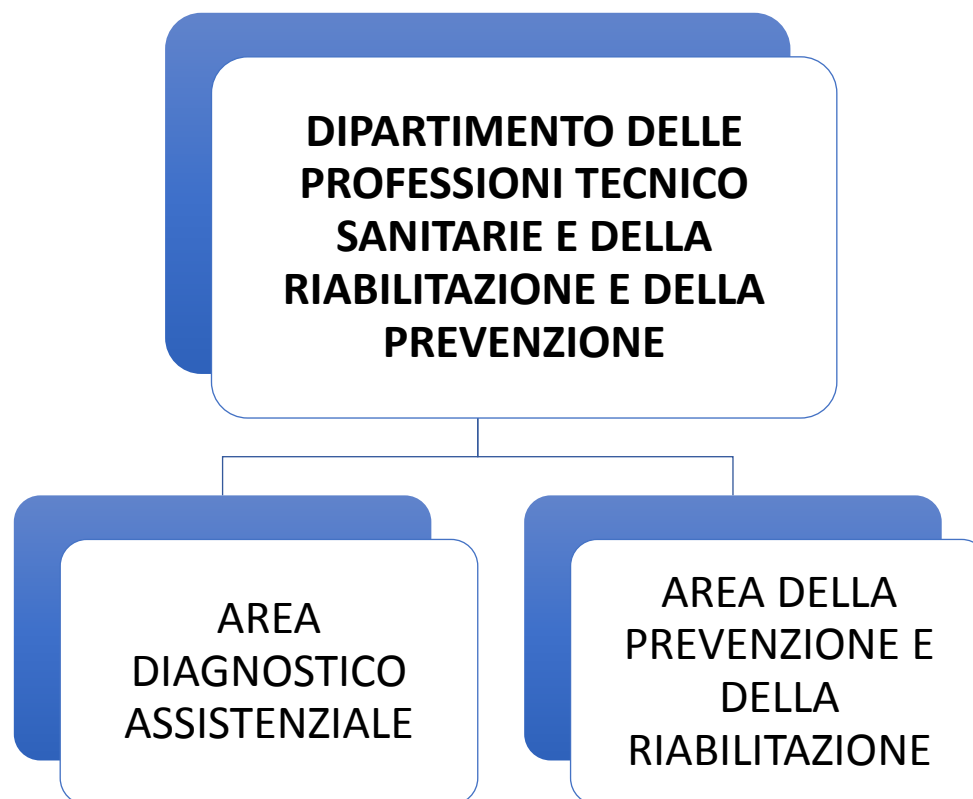 DIPARTIMENTO DELLE
PROFESSIONI TECNICO
SANITARIE E DELLA
RIABILITAZIONE E DELLA
PREVENZIONE
AREA
DIAGNOSTICO
ASSISTENZIALE
AREA DELLA
PREVENZIONE E
DELLA
RIABILITAZIONE